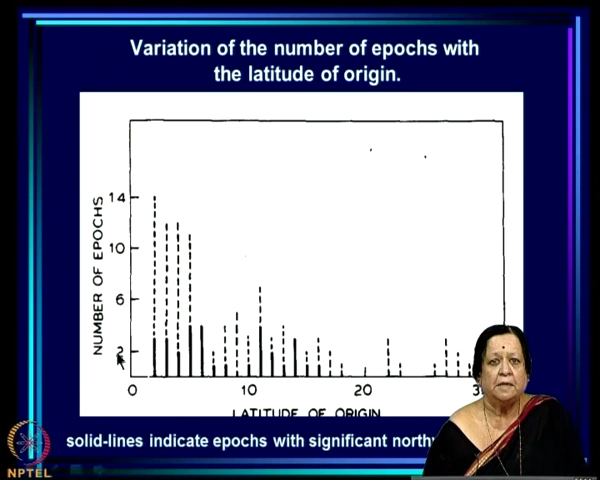 Variation of the number of epochs with
the latitude of origin.
NUMBER OF EPOCHS
14
10
6
2
0
10
20
LATITUDE OF ORIGIN
solid-lines indicate epochs with significant
NPTEL